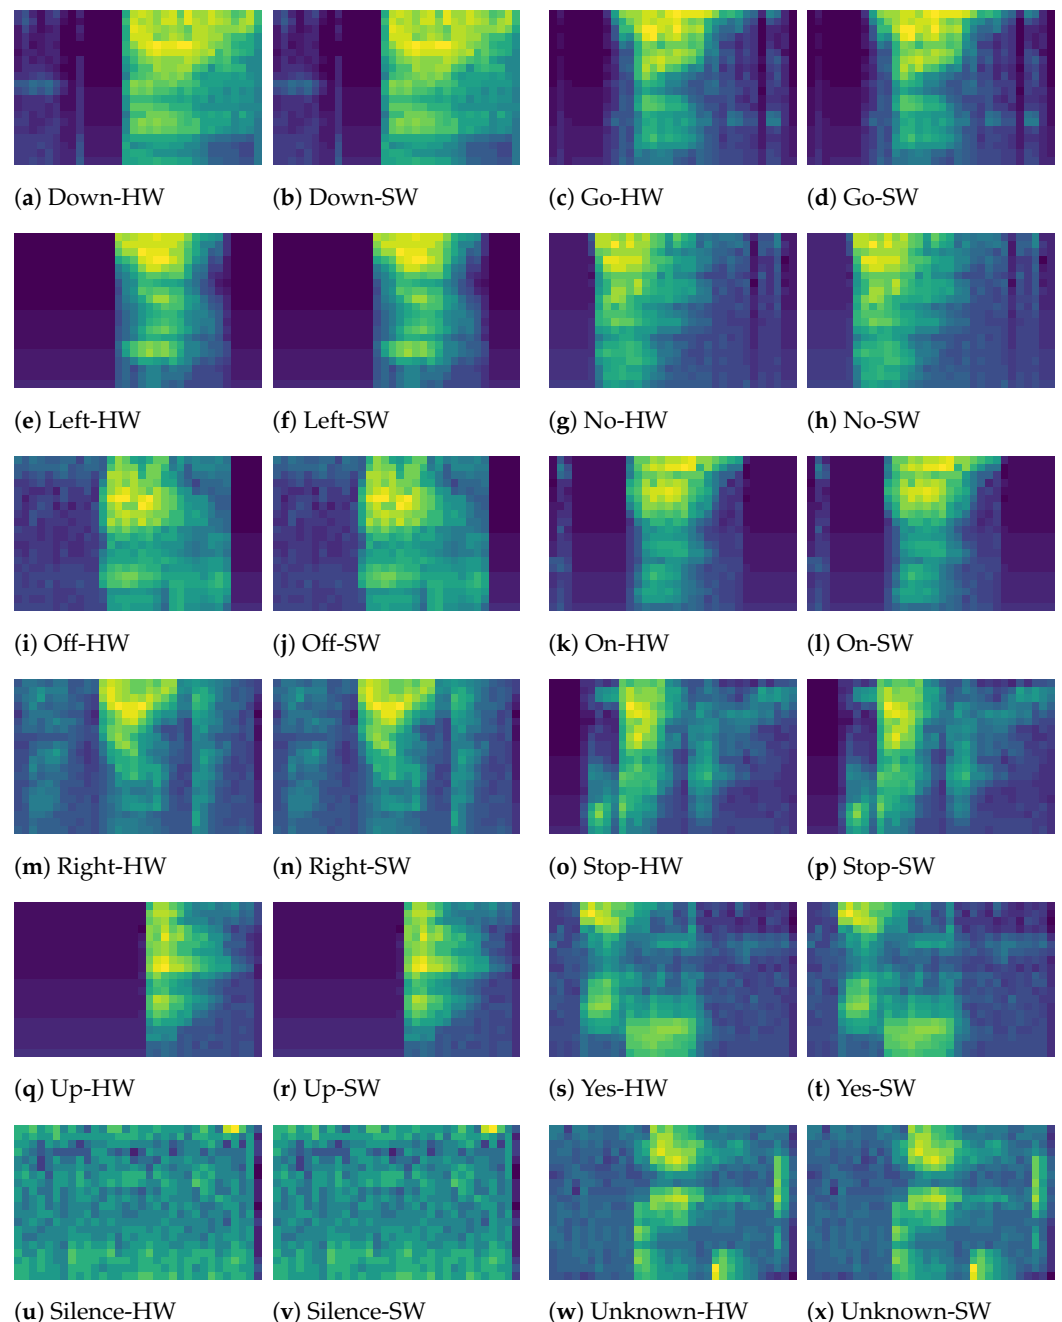 (a) Down-HW (b) Down-SW (c) Go-HW (d) Go-SW
(e) Left-HW (f) Left-SW (g) No-HW (h) No-SW
(i) Off-HW (j) Off-SW (k) On-HW (l) On-SW
(m) Right-HW (n) Right-SW (o) Stop-HW (p) Stop-SW
(q) Up-HW (r) Up-SW (s) Yes-HW (t) Yes-SW
(u) Silence-HW (v) Silence-SW (w) Unknown-HW (x) Unknown-SW